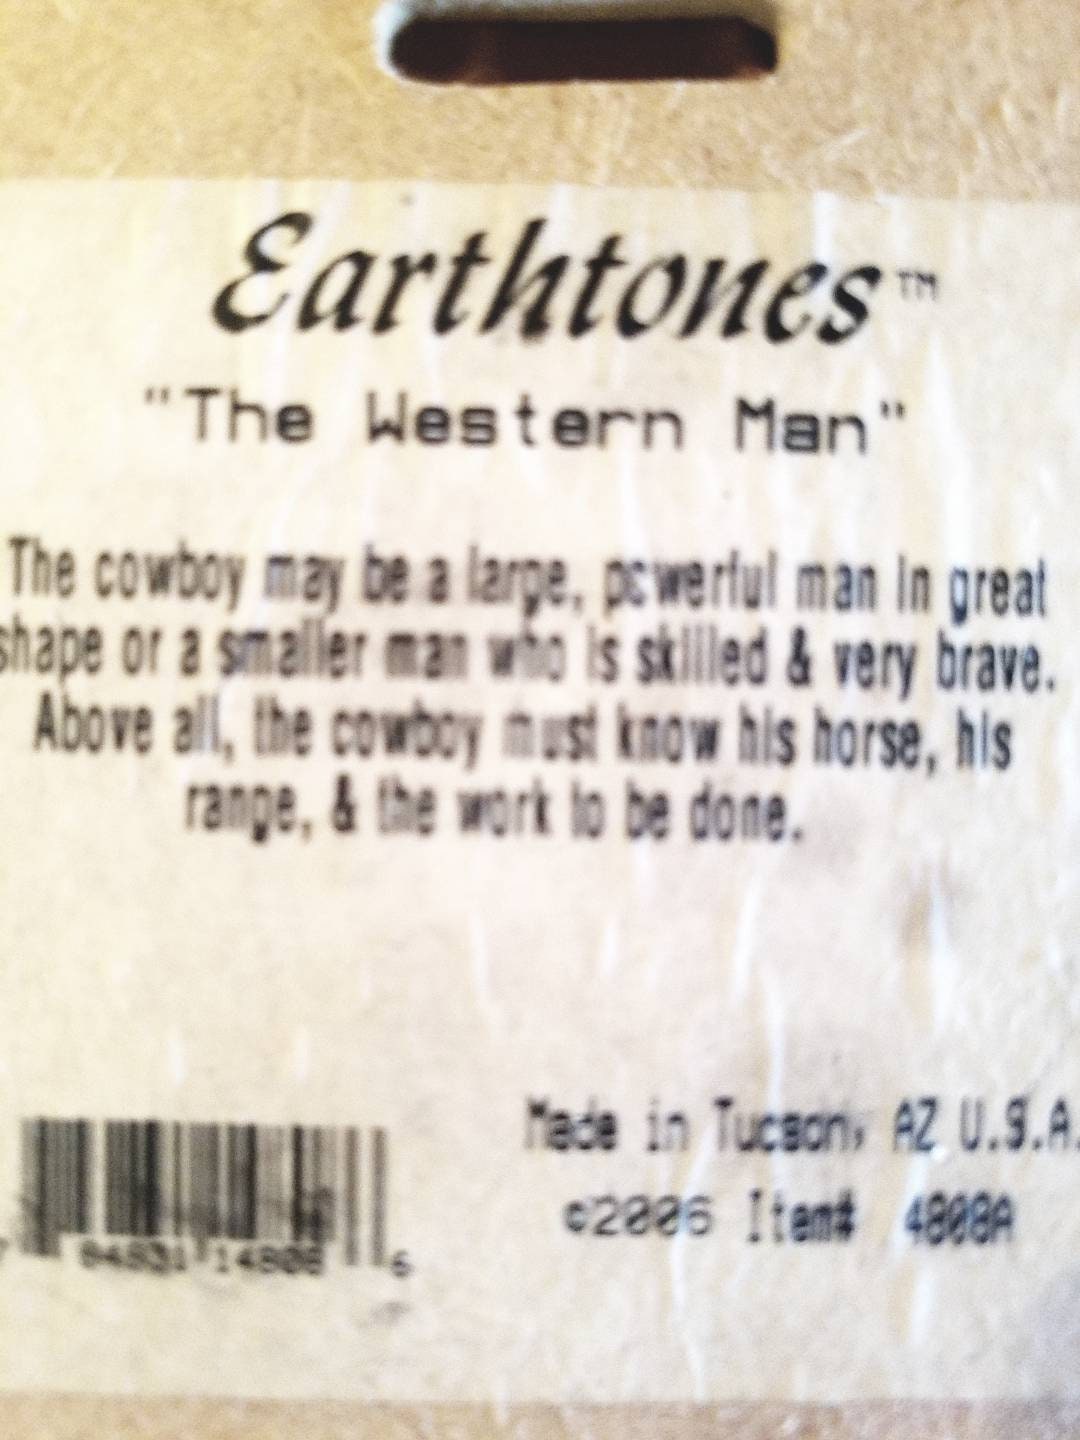 Earthtones™
"The Western Man"
The cowboy may be a large, powerful man in great
shape or a smaller man who is skilled & very brave.
Above all, the cowboy must know his horse, his
range, & the work to be done.
Made in Tucson, AZ U.S.A.
©2006 Item# 4808A
14808 6